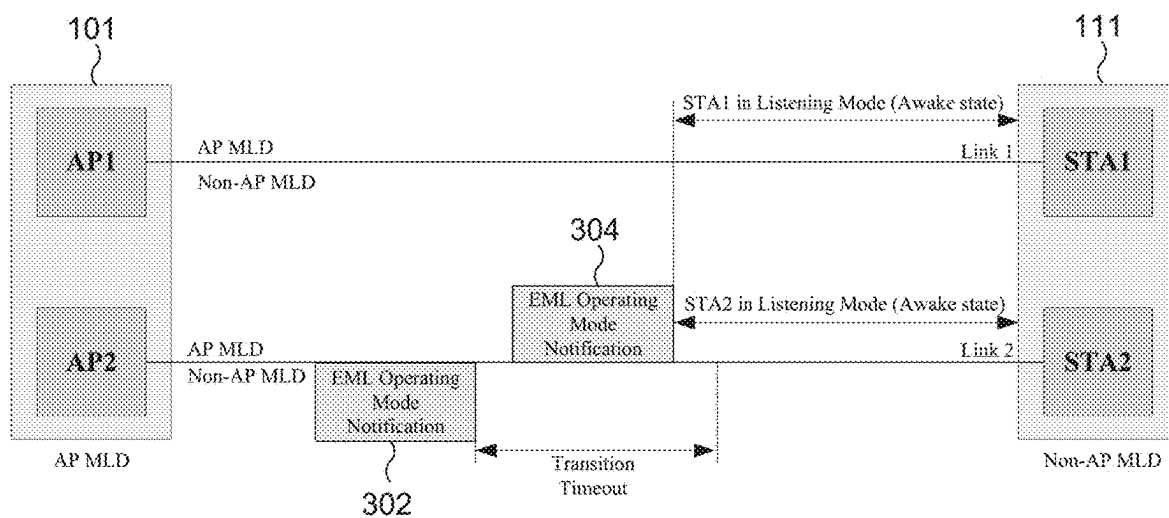 101
111
STA1 in Listening Mode (Awake state)
AP1
AP MLD
Non-AP MLD
Link 1
STA1
304
EML Operating
Mode
Notification
STA2 in Listening Mode (Awake state)
AP2
AP MLD
Non-AP MLD
Link 2
STA2
EML Operating
Mode
Notification
AP MLD
302
Transition
Timeout
Non-AP MLD